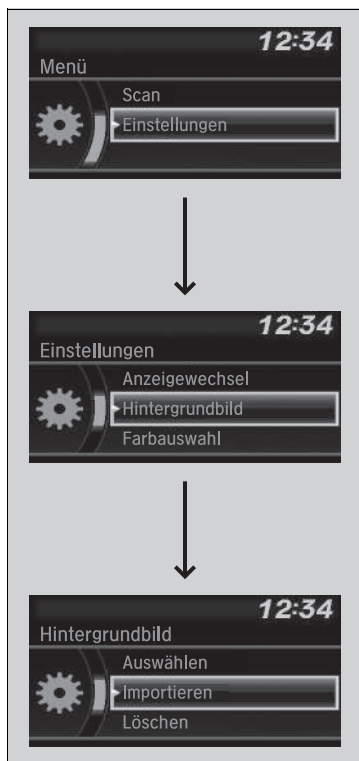 12:34
Menü
Scan
Einstellungen
12:34
Einstellungen
Anzeigewechsel
Hintergrundbild
Farbauswahl
12:34
Hintergrundbild
Auswählen
Importieren
Löschen